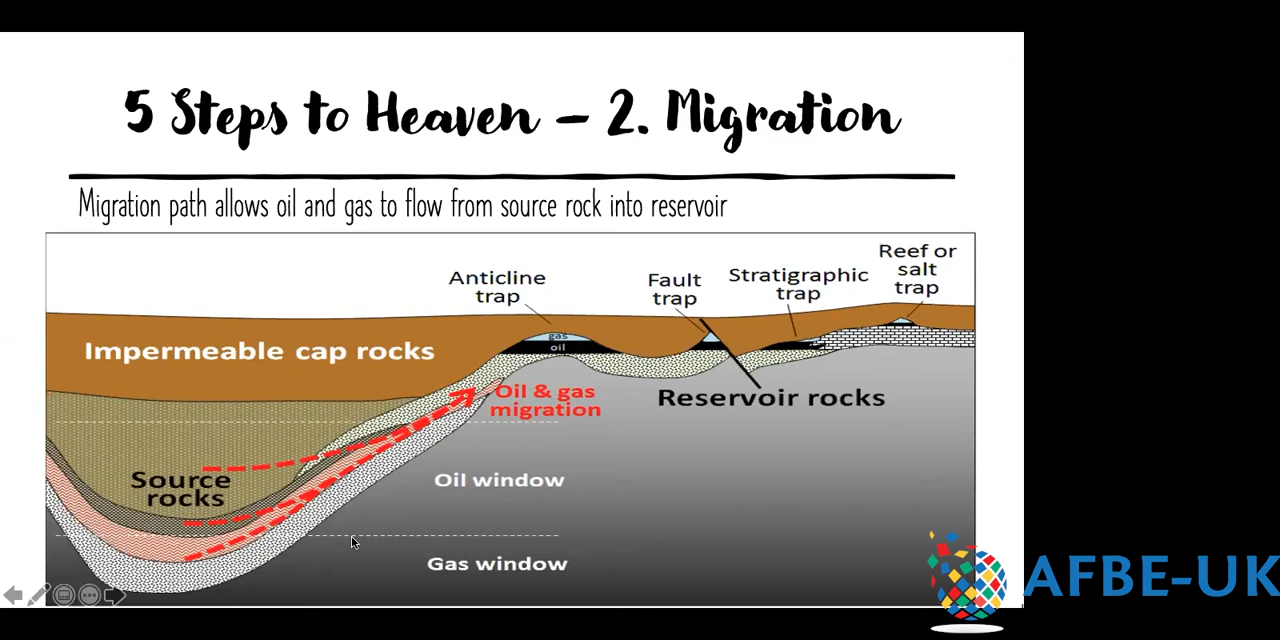 5 Steps to Heaven – 2. Migration
Migration path allows oil and gas to flow from source rock into reservoir
Reef or
salt
trap
Anticline
trap
Fault
trap
Stratigraphic
trap
gas
oil
Impermeable cap rocks
Oil & gas
migration
Reservoir rocks
Source
rocks
Oil window
Gas window
AFBE-UK